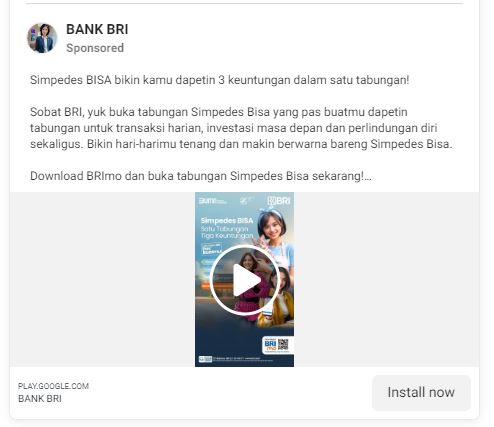 BANK BRI
Sponsored
Simpedes BISA bikin kamu dapetin 3 keuntungan dalam satu tabungan!
Sobat BRI, yuk buka tabungan Simpedes Bisa yang pas buatmu dapetin
tabungan untuk transaksi harian, investasi masa depan dan perlindungan diri
sekaligus. Bikin hari-harimu tenang dan makin berwarna bareng Simpedes Bisa.
Download BRImo dan buka tabungan Simpedes Bisa sekarang!...
BUMN
BRI
Simpedes BISA
Satu Tabungan
Tiga Keuntungan
BRI
mo
PLAY.GOOGLE.COM
BANK BRI
Install now